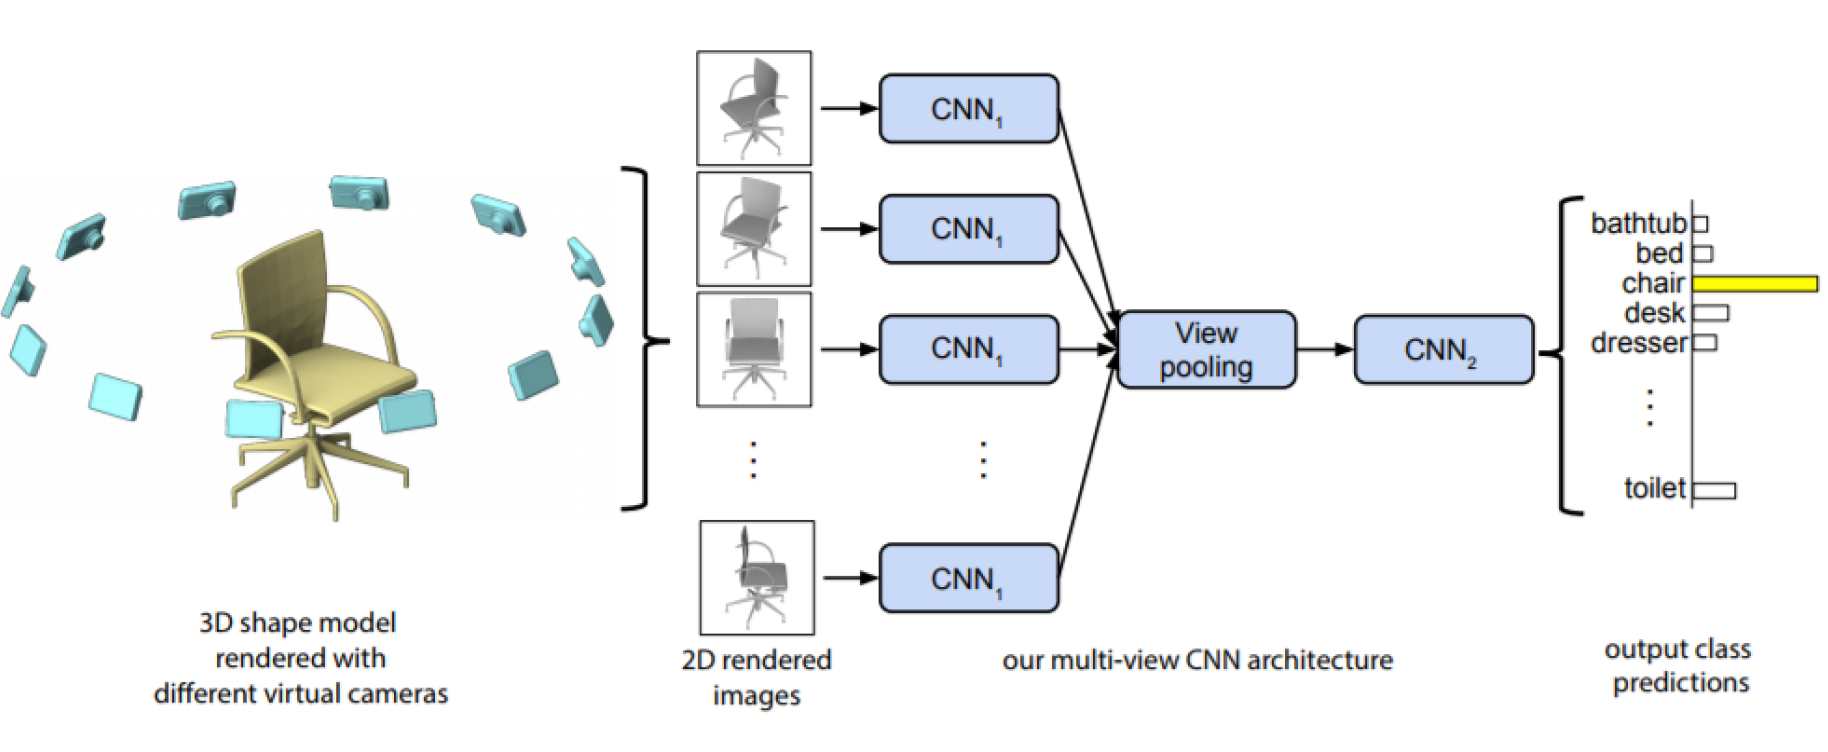 CNN1
CNN1
CNN1
CNN1
View
pooling
CNN2
bathtub
bed
chair
desk
dresser
toilet
3D shape model
rendered with
different virtual cameras
2D rendered
images
our multi-view CNN architecture
output class
predictions